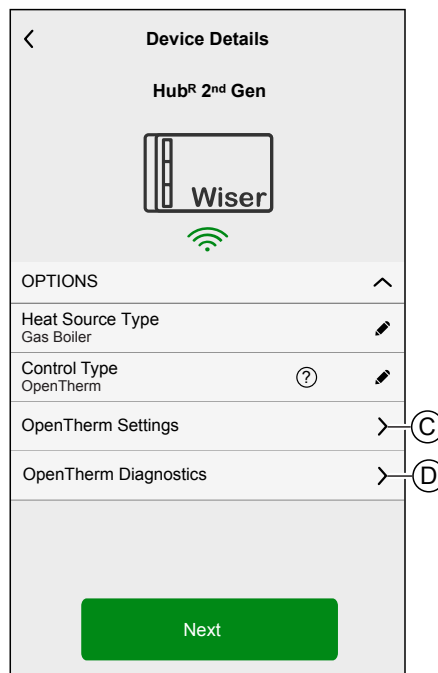 Device Details
Hubᴿ 2ⁿᵈ Gen
Wiser
OPTIONS
Heat Source Type
Gas Boiler
Control Type
OpenTherm
?
OpenTherm Settings
C
OpenTherm Diagnostics
D
Next